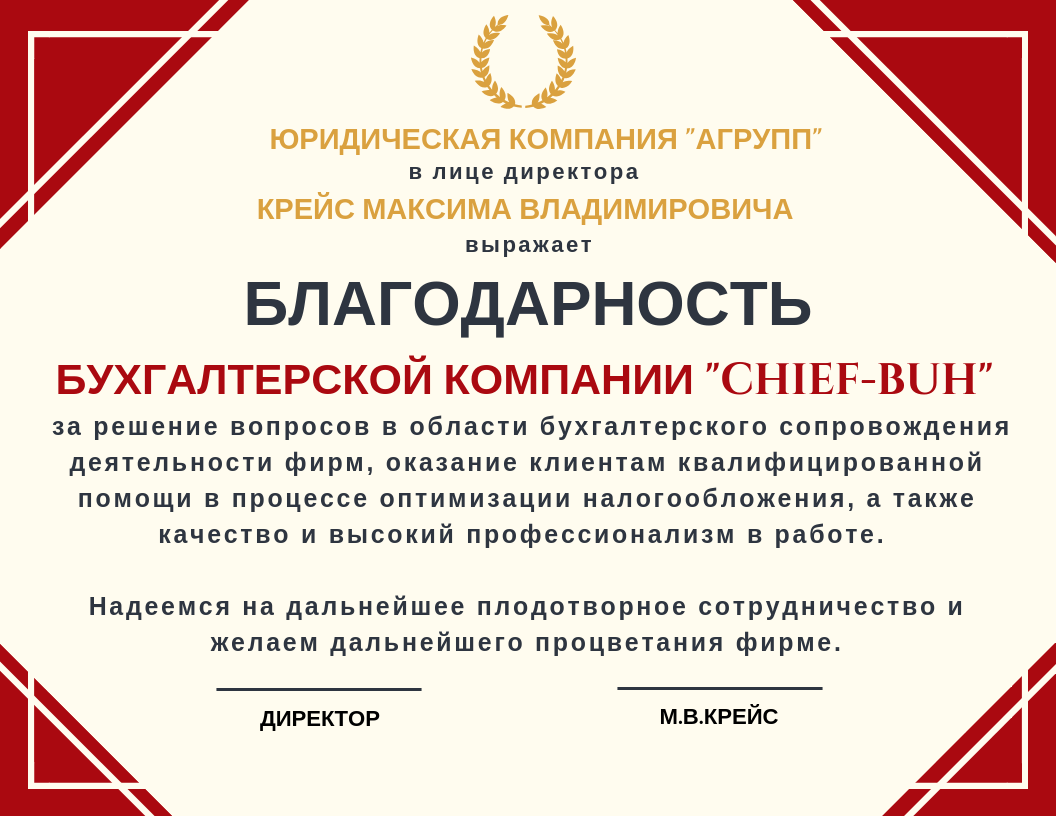 ЮРИДИЧЕСКАЯ КОМПАНИЯ "АГРУПП"
в лице директора
КРЕЙС МАКСИМА ВЛАДИМИРОВИЧА
выражает
БЛАГОДАРНОСТЬ
БУХГАЛТЕРСКОЙ КОМПАНИИ "CHIEF-BUH"
за решение вопросов в области бухгалтерского сопровождения
деятельности фирм, оказание клиентам квалифицированной
помощи в процессе оптимизации налогообложения, а также
качество и высокий профессионализм в работе.
Надеемся на дальнейшее плодотворное сотрудничество и
желаем дальнейшего процветания фирме.
ДИРЕКТОР
М.В.КРЕЙС